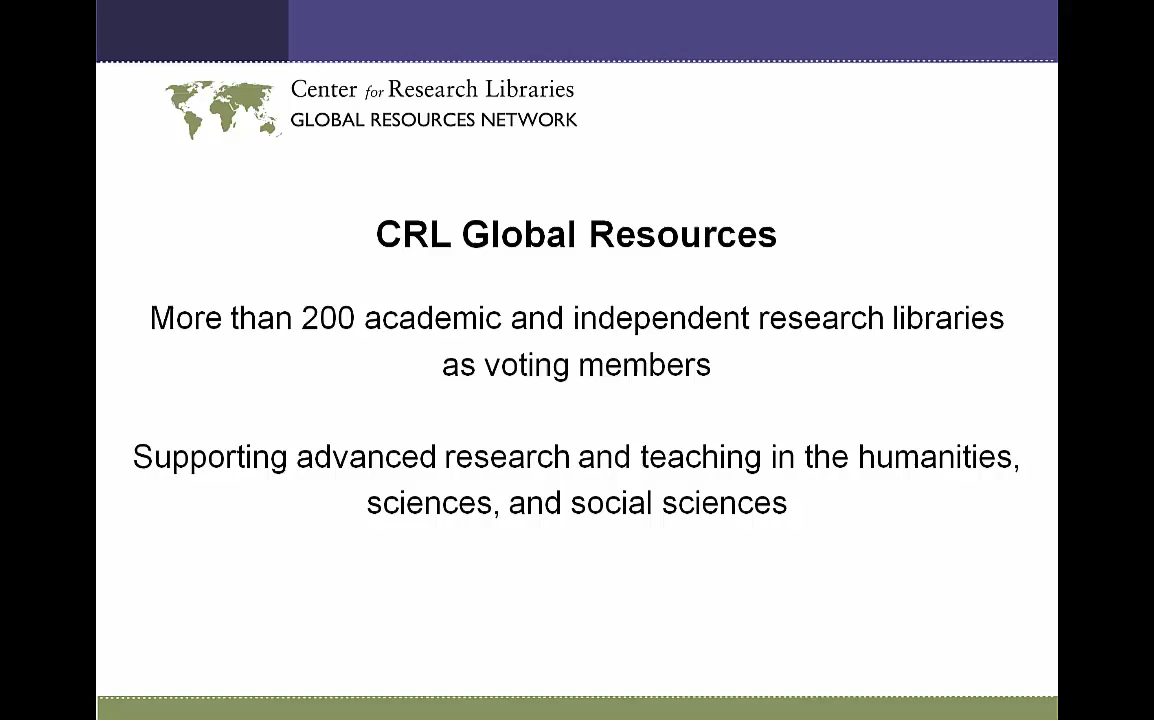 Center for Research Libraries
GLOBAL RESOURCES NETWORK
CRL Global Resources
More than 200 academic and independent research libraries
as voting members
Supporting advanced research and teaching in the humanities,
sciences, and social sciences